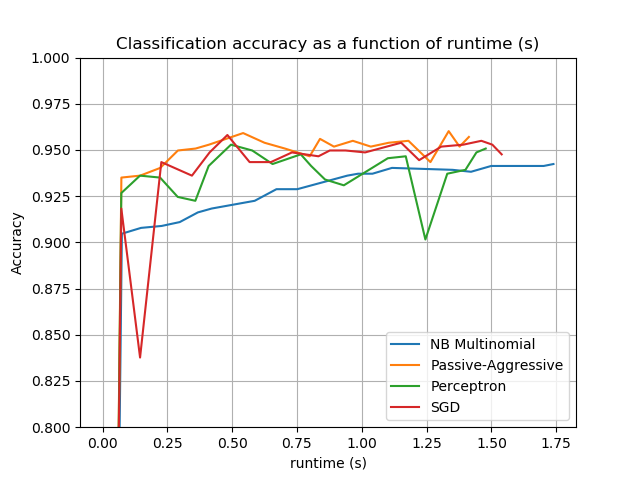 Classification accuracy as a function of runtime (s)
1.000
0.975
0.950
0.925
0.900
0.875
0.850
0.825
0.800
Accuracy
NB Multinomial
Passive-Aggressive
Perceptron
SGD
0.00 0.25 0.50 0.75 1.00 1.25 1.50 1.75
runtime (s)